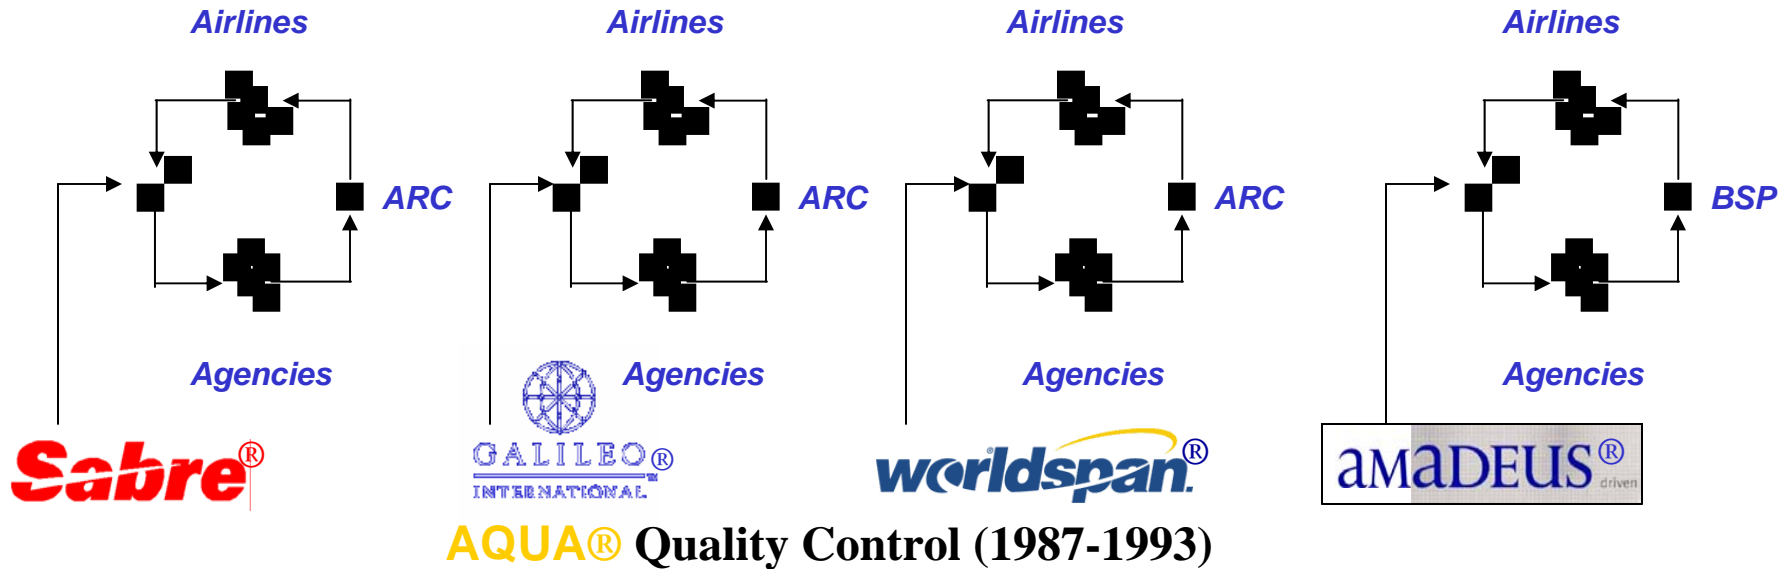 Airlines Airlines Airlines Airlines
ARC ARC ARC BSP
Agencies Agencies Agencies Agencies
Sabre®
GALILEO®™
INTERNATIONAL
worldspan.®
aMaDEUS®
driven
AQUA® Quality Control (1987-1993)